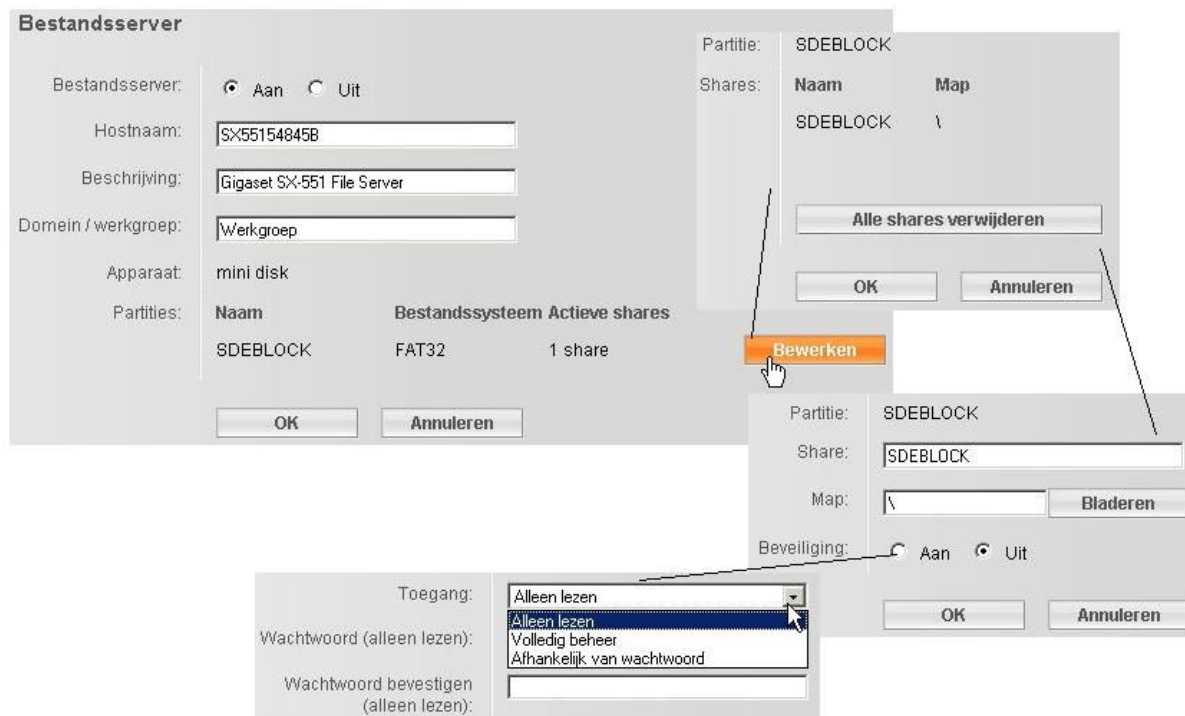 Bestandsserver
Bestandsserver: Aan Uit
Hostnaam: SX55154845B
Beschrijving: Gigaset SX-551 File Server
Domein / werkgroep: Werkgroep
Apparaat: mini disk
Partities: Naam Bestandssysteem Actieve shares
SDEBLOCK FAT32 1 share Bewerken
OK Annuleren
Partitie: SDEBLOCK
Shares: Naam Map
SDEBLOCK \
Alle shares verwijderen
OK Annuleren
Partitie: SDEBLOCK
Share: SDEBLOCK
Map: \ Bladeren
Beveiliging: Aan Uit
OK Annuleren
Toegang: Alleen lezen
Alleen lezen
Wachtwoord (alleen lezen): Volledig beheer
Afhankelijk van wachtwoord
Wachtwoord bevestigen
(alleen lezen):